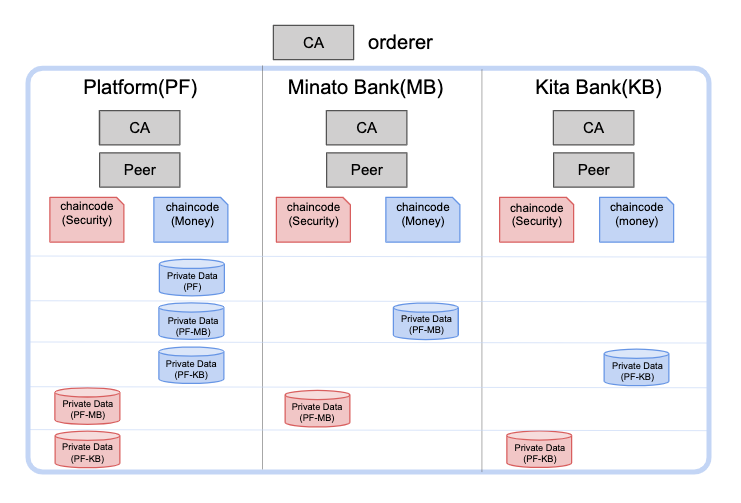 CA orderer
Platform(PF) Minato Bank(MB) Kita Bank(KB)
CA CA CA
Peer Peer Peer
chaincode chaincode chaincode chaincode chaincode chaincode
(Security) (Money) (Security) (Money) (Security) (money)
Private Data
(PF)
Private Data Private Data
(PF-MB) (PF-MB)
Private Data Private Data
(PF-KB) (PF-KB)
Private Data Private Data
(PF-MB) (PF-MB)
Private Data Private Data
(PF-KB) (PF-KB)